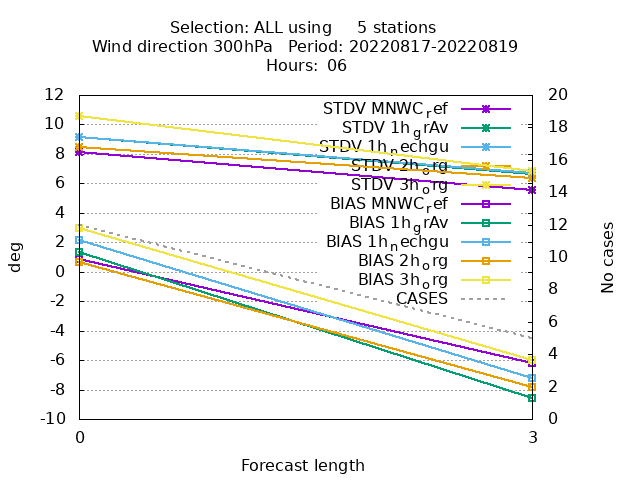 Selection: ALL using 5 stations
Wind direction 300hPa Period: 20220817-20220819
Hours: 06
12
10
8
6
4
2
0
-2
-4
-6
-8
-10
20
18
16
14
12
10
8
6
4
2
0
STDV MNWC_ref
STDV 1h_grAv
STDV 1h_nechgu
STDV 2h_org
STDV 3h_org
BIAS MNWC_ref
BIAS 1h_grAv
BIAS 1h_nechgu
BIAS 2h_org
BIAS 3h_org
CASES
deg
No cases
0
3
Forecast length